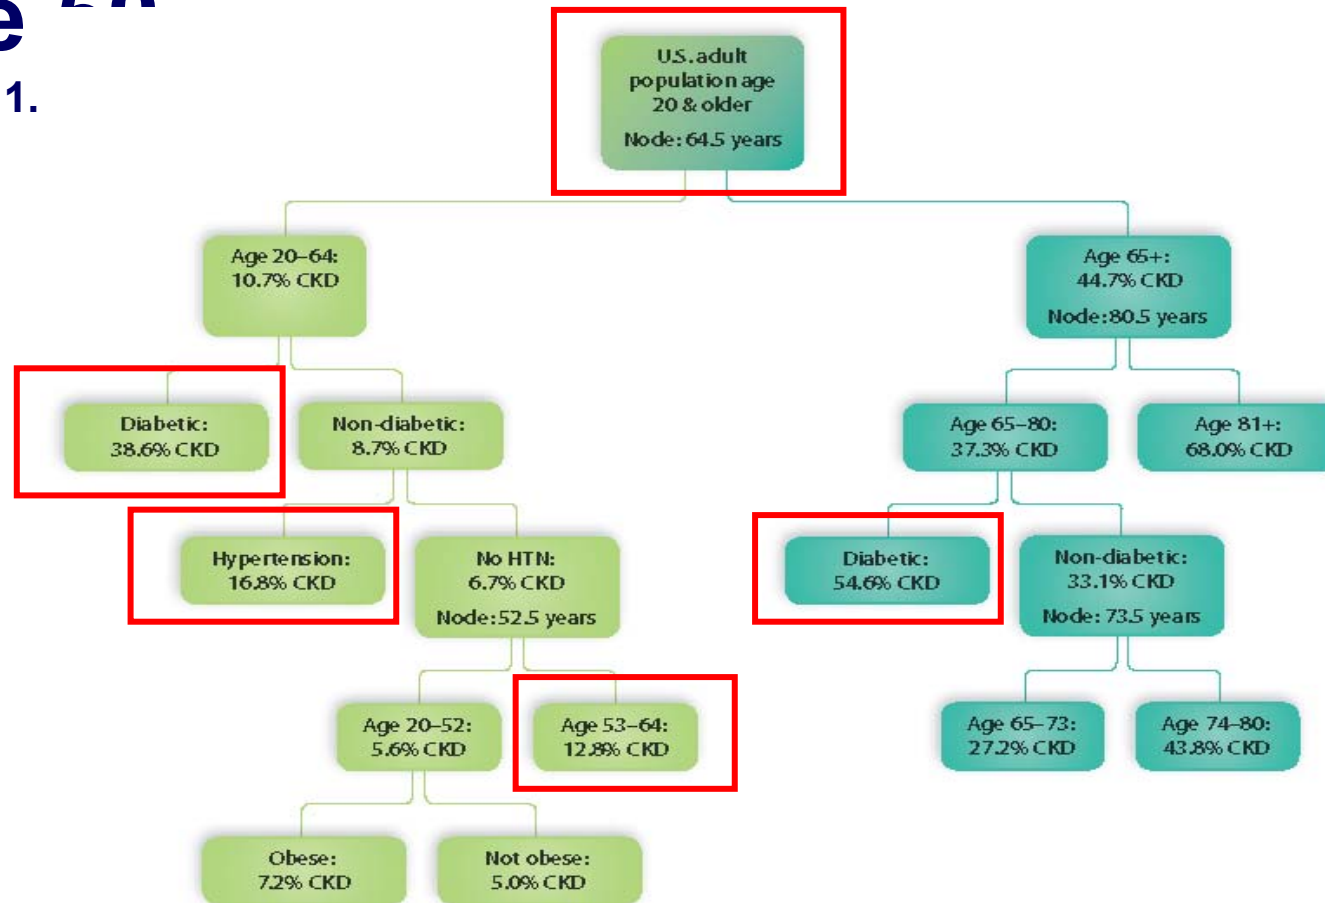 1.
U.S. adult
population age
20 & older
Node: 64.5 years
Age 20–64:
10.7% CKD
Age 65+:
44.7% CKD
Node: 80.5 years
Diabetic:
38.6% CKD
Non-diabetic:
8.7% CKD
Age 65–80:
37.3% CKD
Age 81+:
68.0% CKD
Hypertension:
16.8% CKD
No HTN:
6.7% CKD
Node: 52.5 years
Diabetic:
54.6% CKD
Non-diabetic:
33.1% CKD
Node: 73.5 years
Age 20–52:
5.6% CKD
Age 53–64:
12.8% CKD
Age 65–73:
27.2% CKD
Age 74–80:
43.8% CKD
Obese:
7.2% CKD
Not obese:
5.0% CKD